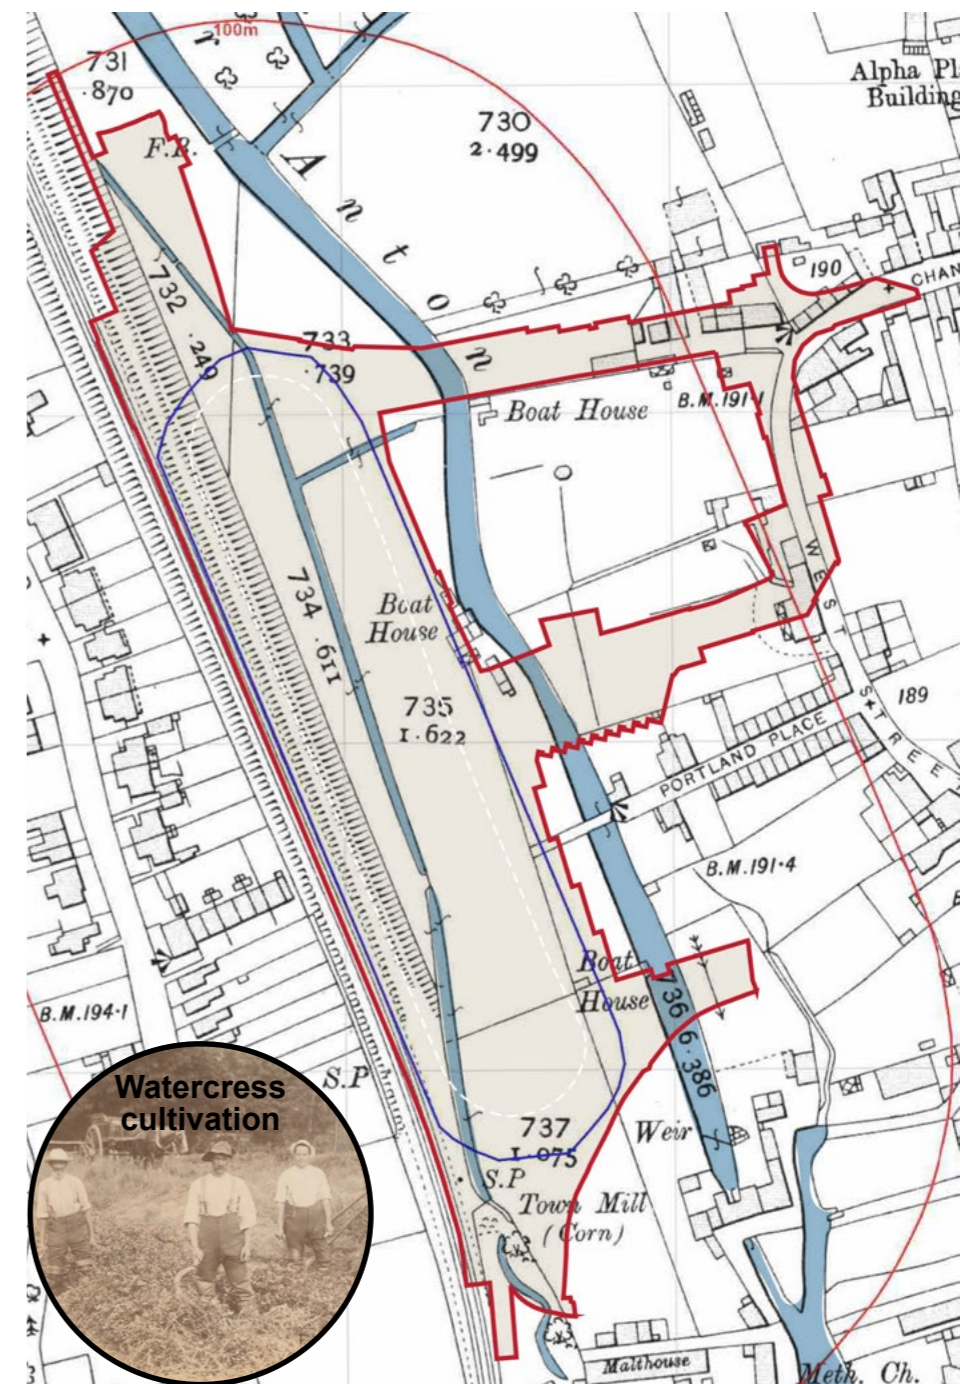 100m
731
.870
F.B.
Anton
730
2.499
Alpha Pl
Building
190
CHAN
732
.240
733
.739
Boat House
B.M.191.1
734 .611
Boat
House
WEST STREET
735
1.622
189
PORTLAND PLACE
B.M.191.4
Boat
House
736 6.386
B.M.194.1
S.P
Watercress
cultivation
737
1.075
Weir
S.P
Town Mill
(Corn)
Malthouse
Meth. Ch.